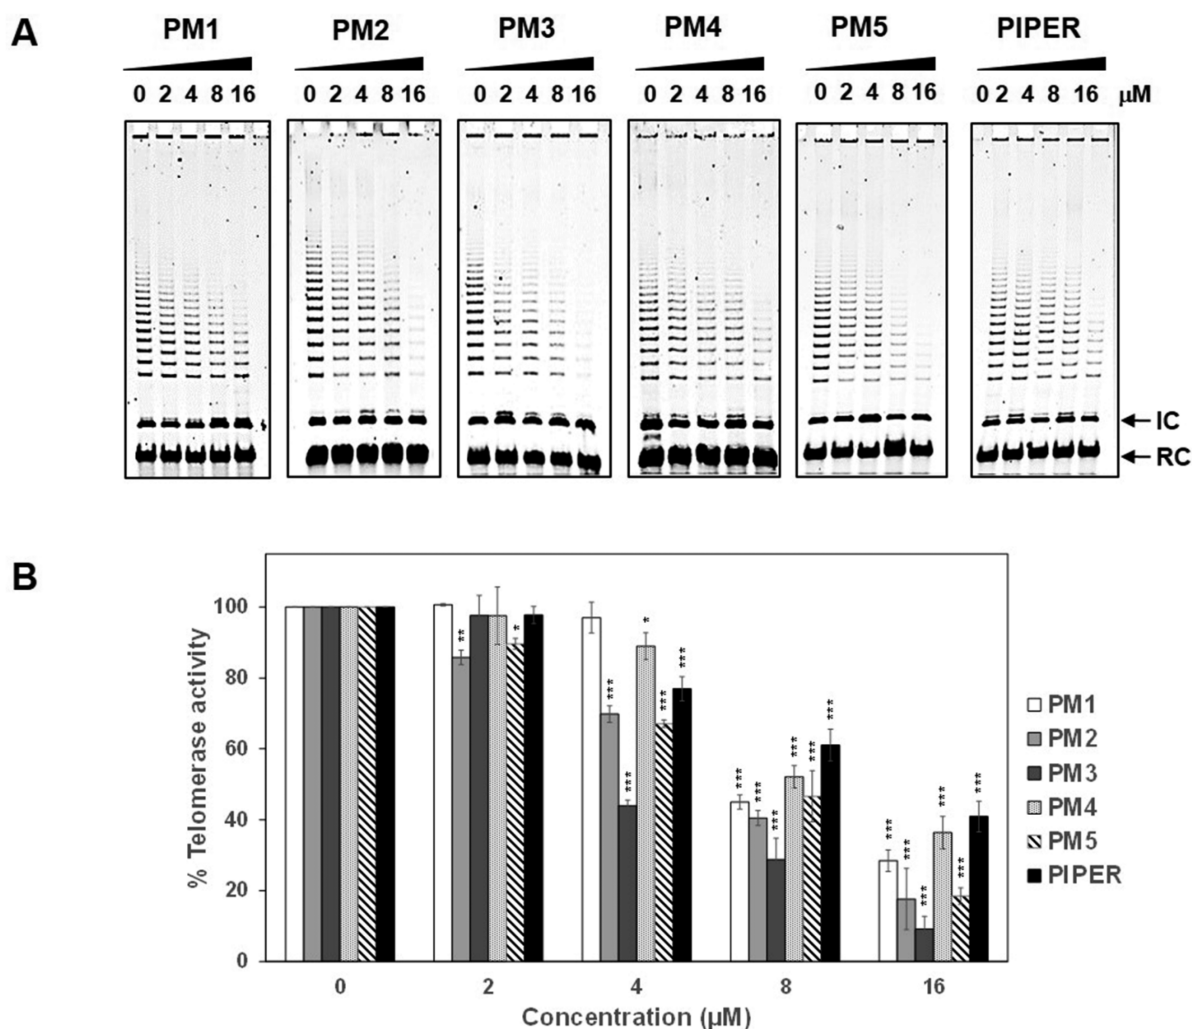 A
PM1 PM2 PM3 PM4 PM5 PIPER
0 2 4 8 16 0 2 4 8 16 0 2 4 8 16 0 2 4 8 16 0 2 4 8 16 0 2 4 8 16 μM
IC
RC
B
% Telomerase activity
100
80
60
40
20
0
** *
*** *** * *** ***
*** *** *** *** *** ***
*** *** *** *** *** ***
0 2 4 8 16
Concentration (μM)
PM1
PM2
PM3
PM4
PM5
PIPER